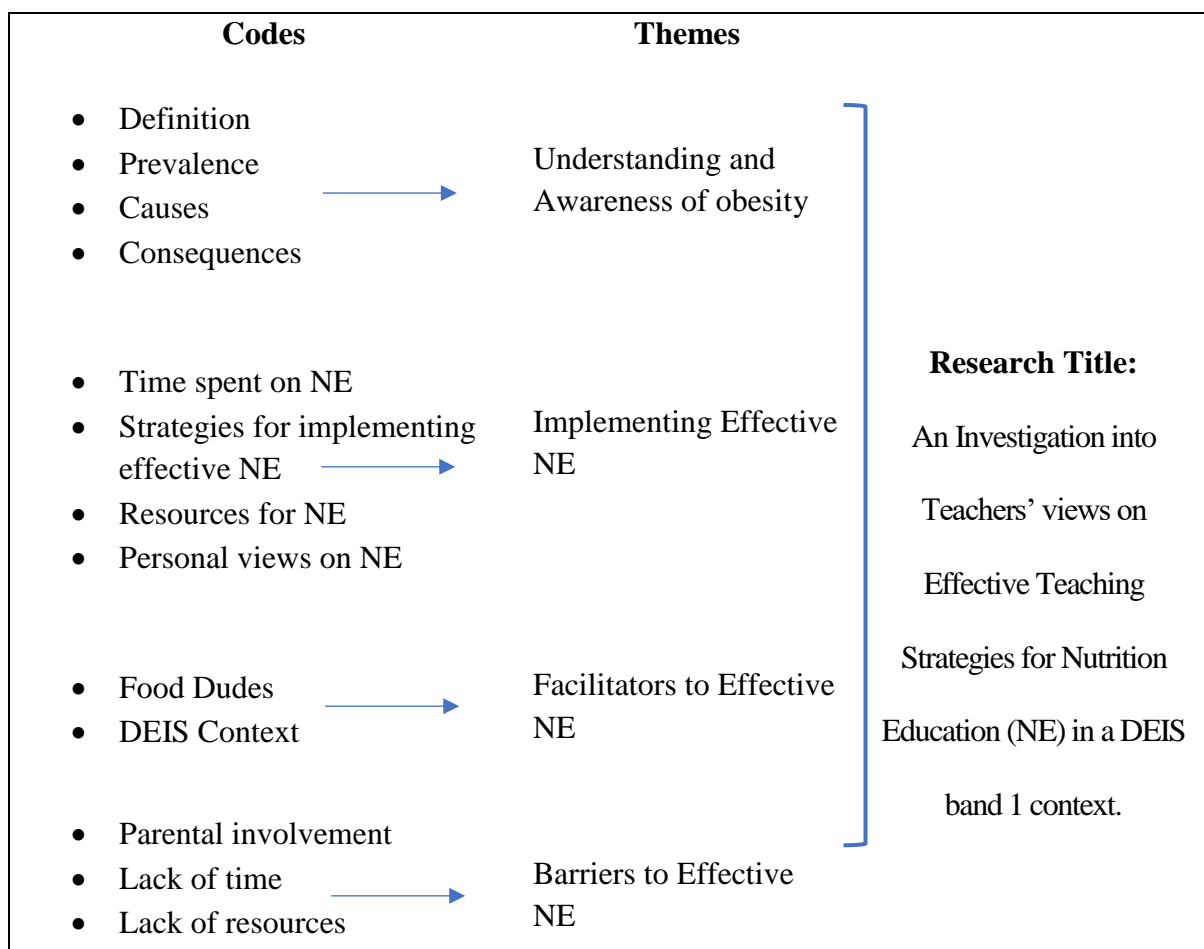 Codes
Themes
• Definition
• Prevalence
• Causes
• Consequences
Understanding and
Awareness of obesity
• Time spent on NE
• Strategies for implementing
effective NE
• Resources for NE
• Personal views on NE
Implementing Effective
NE
• Food Dudes
• DEIS Context
Facilitators to Effective
NE
• Parental involvement
• Lack of time
• Lack of resources
Barriers to Effective
NE
Research Title:
An Investigation into
Teachers’ views on
Effective Teaching
Strategies for Nutrition
Education (NE) in a DEIS
band 1 context.